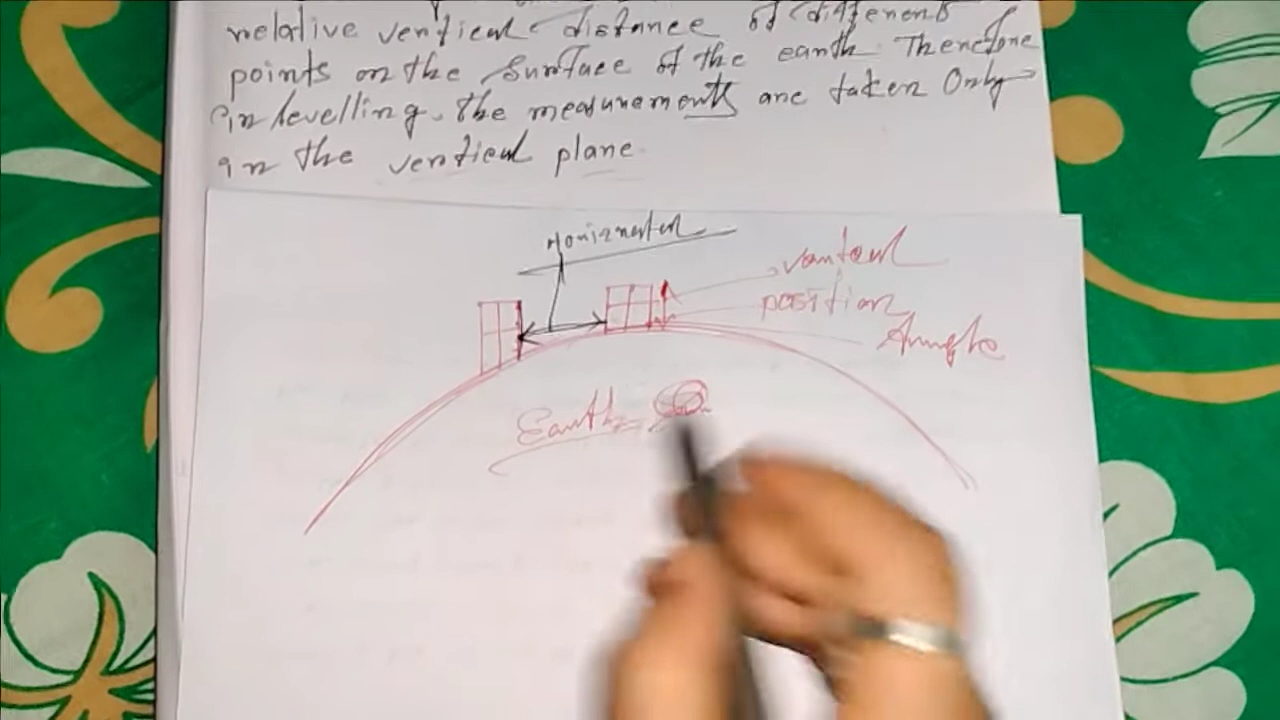 relative vertical distance of different
points on the surface of the earth. Therefore
in levelling, the measurements are taken only
in the vertical plane.
Horizontal
vertical
position
Angle
Earth =